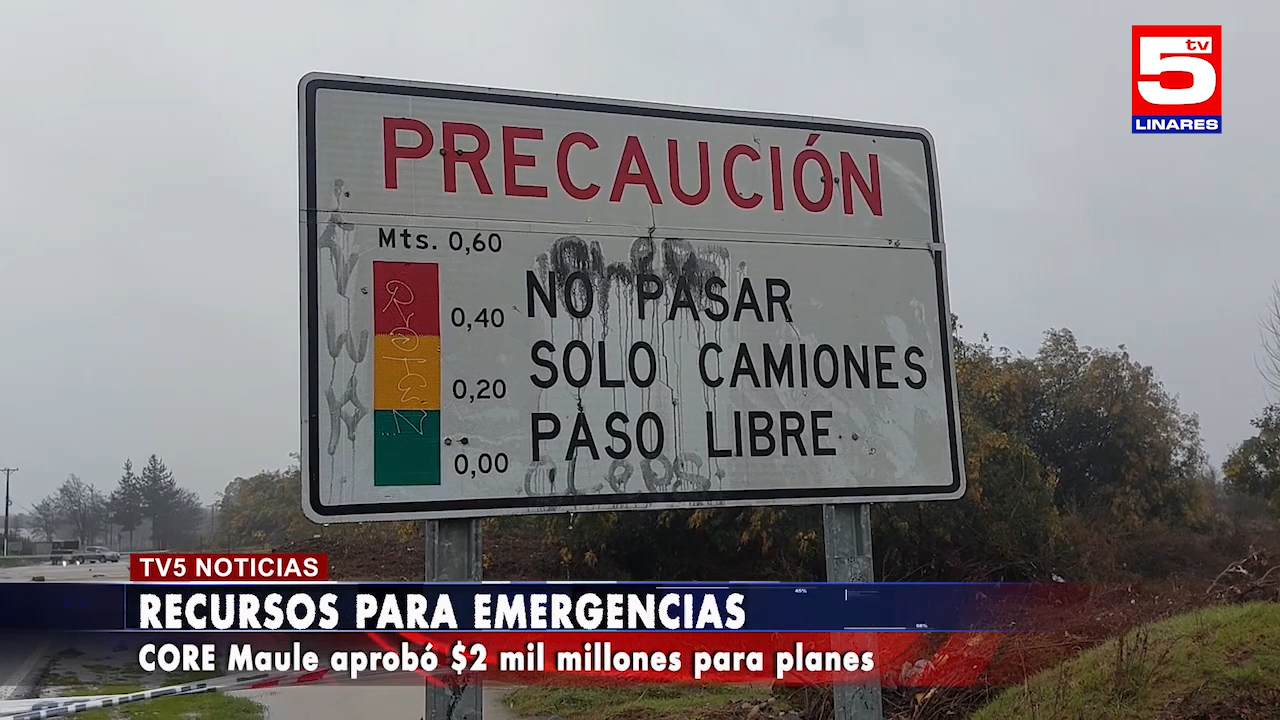 5 tv
LINARES
PRECAUCIÓN
Mts. 0,60
NO PASAR
0,40
SOLO CAMIONES
0,20
PASO LIBRE
0,00
TV5 NOTICIAS
RECURSOS PARA EMERGENCIAS
CORE Maule aprobó $2 mil millones para planes